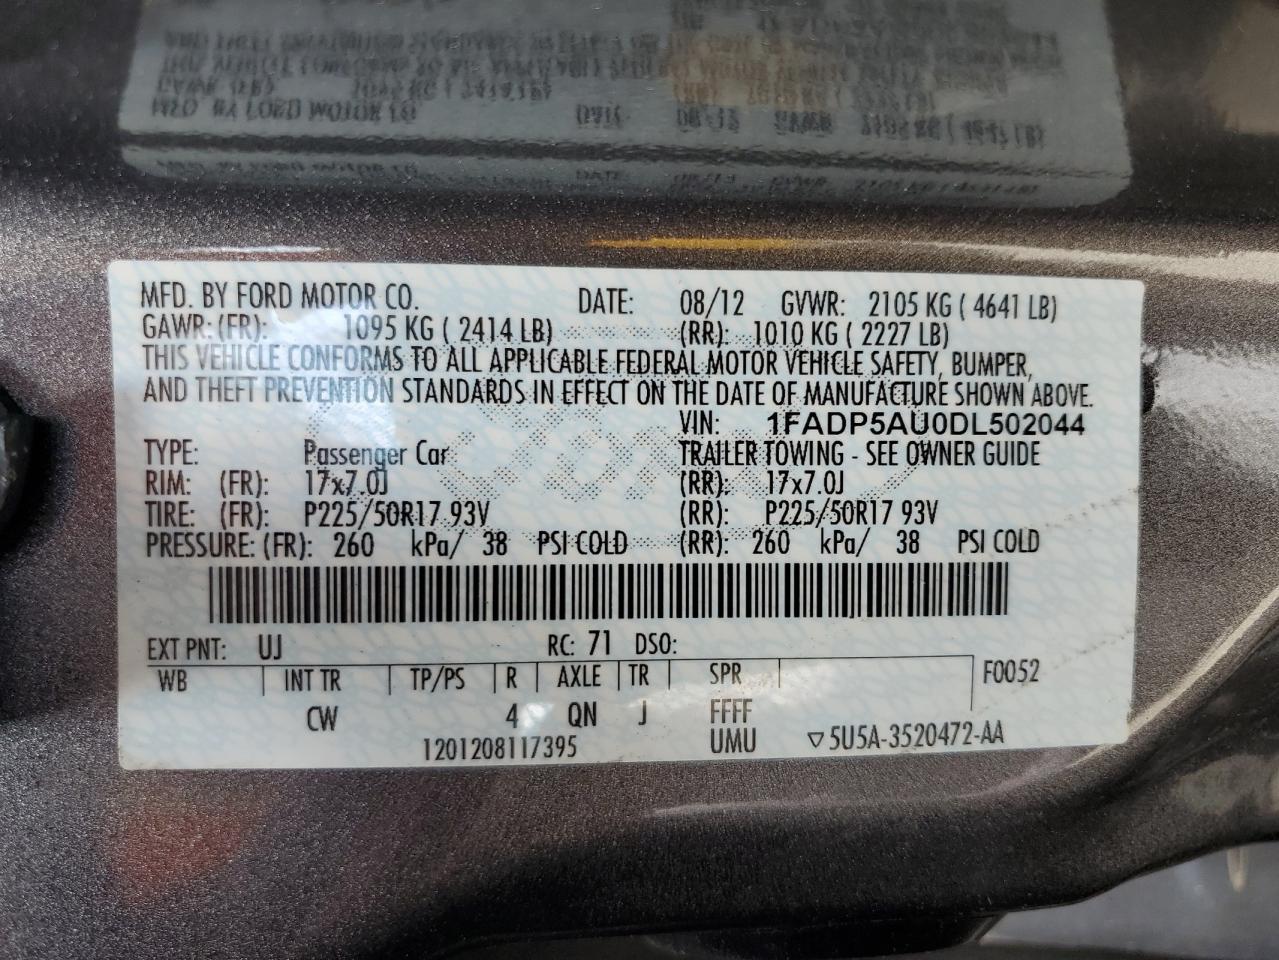 MFD. BY FORD MOTOR CO. DATE: 08/12 GVWR: 2105 KG ( 4641 LB)
GAWR: (FR): 1095 KG ( 2414 LB) (RR): 1010 KG ( 2227 LB)
THIS VEHICLE CONFORMS TO ALL APPLICABLE FEDERAL MOTOR VEHICLE SAFETY, BUMPER,
AND THEFT PREVENTION STANDARDS IN EFFECT ON THE DATE OF MANUFACTURE SHOWN ABOVE.
VIN: 1FADP5AU0DL502044
TYPE: Passenger Car TRAILER TOWING - SEE OWNER GUIDE
RIM: (FR): 17x7.0J (RR): 17x7.0J
TIRE: (FR): P225/50R17 93V (RR): P225/50R17 93V
PRESSURE: (FR): 260 kPa/ 38 PSI COLD (RR): 260 kPa/ 38 PSI COLD
EXT PNT: UJ RC: 71 DSO:
WB INT TR TP/PS R AXLE TR SPR F0052
CW 4 QN J FFFF
1201208117395 UMU ▽5U5A-3520472-AA